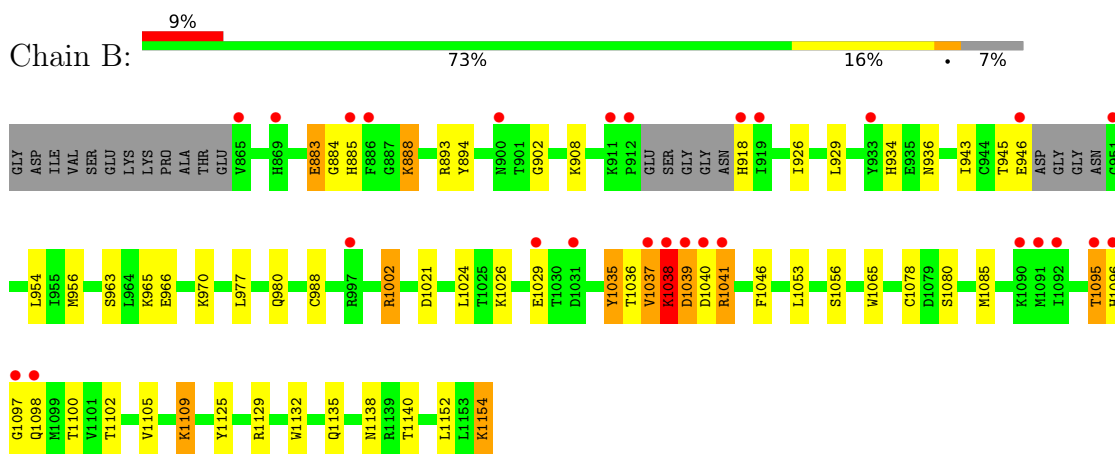 9%
Chain B:
73% 16% • 7%
GLY ASP ILE VAL SER GLU LYS LYS PRO ALA THR GLU V865 H869 E883 G884 H885 F886 G887 K888 R893 Y894 N900 T901 G902 K908 K911 P912 GLU SER GLY GLY ASN H918 I919 I926 L929 Y933 H934 E935 N936 I943 C944 T945 E946 ASP GLY GLY ASN G951
L954 I955 M956 S963 L964 K965 E966 K970 L977 Q980 C988 R997 R1002 D1021 L1024 T1025 K1026 E1029 T1030 D1031 Y1035 T1036 V1037 K1038 D1039 D1040 R1041 F1046 L1053 S1056 W1065 C1078 D1079 S1080 M1085 K1090 M1091 I1092 T1095 H1096
G1097 Q1098 M1099 T1100 V1101 T1102 V1105 K1109 Y1125 R1129 W1132 Q1135 N1138 R1139 T1140 L1152 L1153 K1154